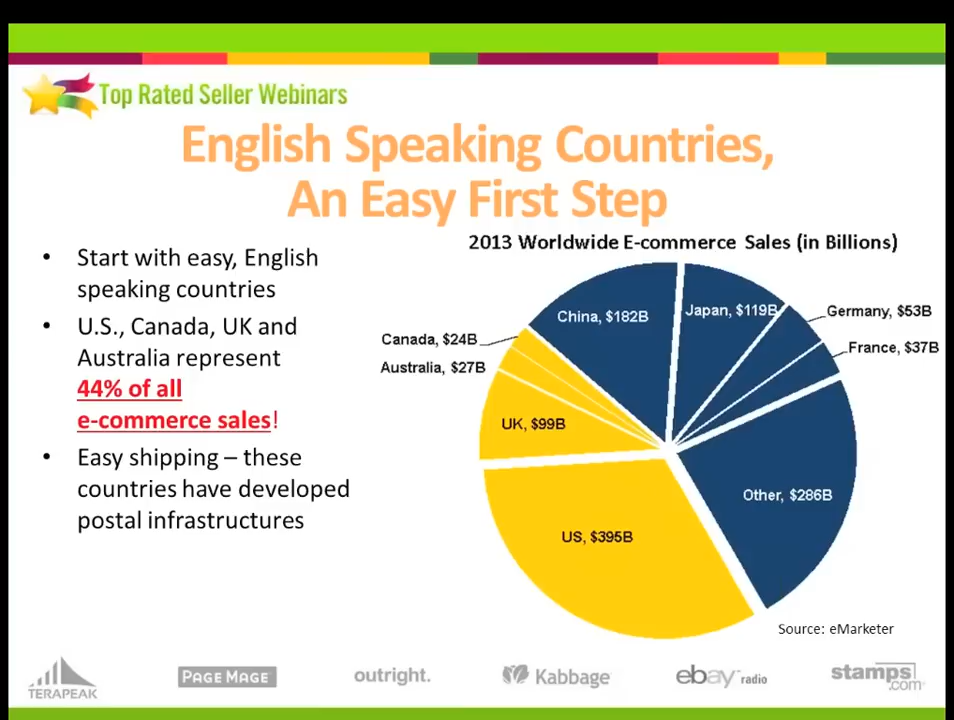 Top Rated Seller Webinars
English Speaking Countries,
An Easy First Step
• Start with easy, English
speaking countries
• U.S., Canada, UK and
Australia represent
44% of all
e-commerce sales!
• Easy shipping – these
countries have developed
postal infrastructures
2013 Worldwide E-commerce Sales (in Billions)
China, $182B
Japan, $119B
Germany, $53B
France, $37B
Canada, $24B
Australia, $27B
UK, $99B
Other, $286B
US, $395B
Source: eMarketer
TERAPEAK
PAGE MAGE
outright.
Kabbage
ebay™ radio
stamps
.com®